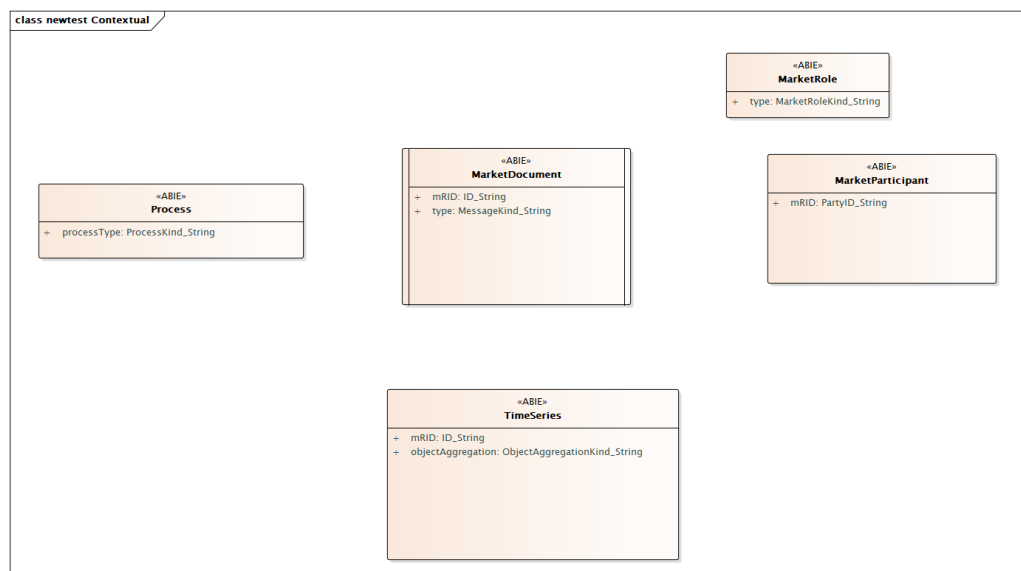 class newtest Contextual
«ABIE»
MarketRole
+ type: MarketRoleKind_String
«ABIE»
MarketDocument
+ mRID: ID_String
+ type: MessageKind_String
«ABIE»
MarketParticipant
+ mRID: PartyID_String
«ABIE»
Process
+ processType: ProcessKind_String
«ABIE»
TimeSeries
+ mRID: ID_String
+ objectAggregation: ObjectAggregationKind_String